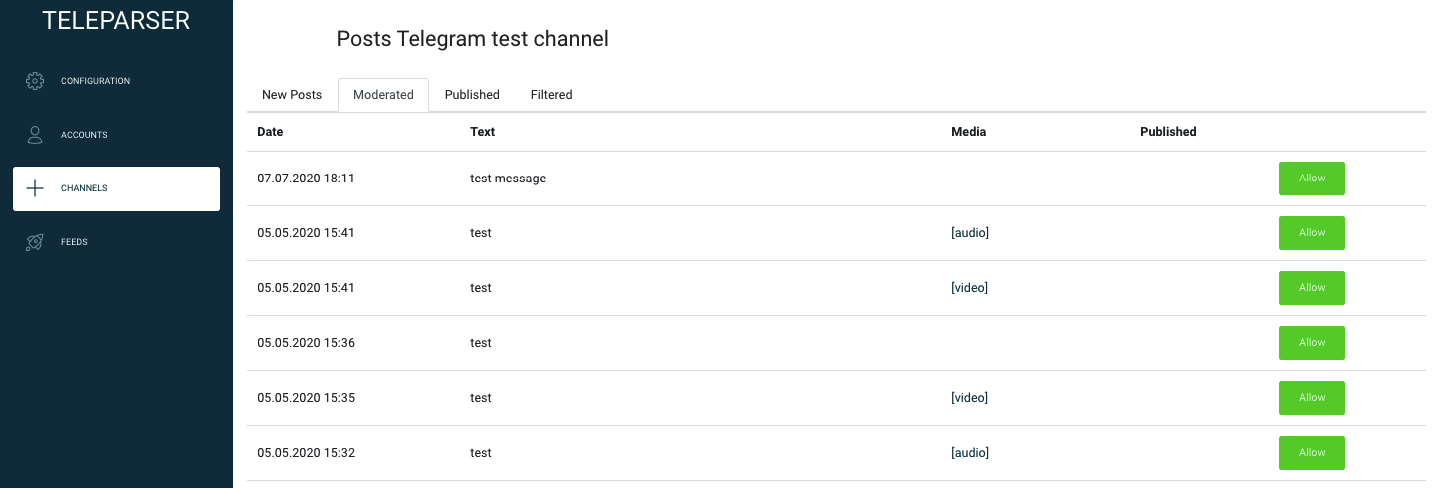 TELEPARSER
CONFIGURATION
ACCOUNTS
CHANNELS
FEEDS
Posts Telegram test channel
New Posts Moderated Published Filtered
Date Text Media Published
07.07.2020 18:11 test message Allow
05.05.2020 15:41 test [audio] Allow
05.05.2020 15:41 test [video] Allow
05.05.2020 15:36 test Allow
05.05.2020 15:35 test [video] Allow
05.05.2020 15:32 test [audio] Allow